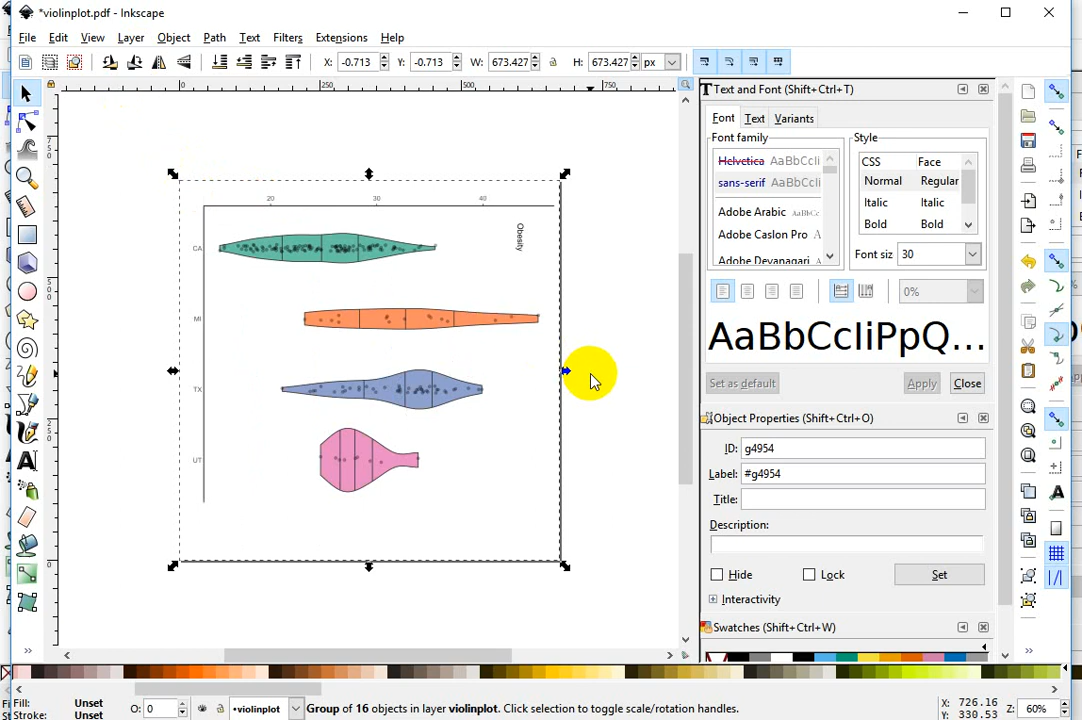 *violinplot.pdf - Inkscape
File Edit View Layer Object Path Text Filters Extensions Help
X: -0.713 Y: -0.713 W: 673.427 H: 673.427 px
0 250 500 750
750
500
250
0
20 30 40
Obesity
CA
MI
TX
UT
Text and Font (Shift+Ctrl+T)
Font Text Variants
Font family Style
Helvetica AaBbCcIi
sans-serif AaBbCcIi
Adobe Arabic AaBbCc
Adobe Caslon Pro
Adobe Devanagari
CSS Face
Normal Regular
Italic Italic
Bold Bold
Font siz 30
0%
AaBbCcIiPpQ...
Set as default Apply Close
Object Properties (Shift+Ctrl+O)
ID: g4954
Label: #g4954
Title:
Description:
Hide Lock Set
Interactivity
Swatches (Shift+Ctrl+W)
Fill: Unset
Stroke: Unset
O: 0
•violinplot
Group of 16 objects in layer violinplot. Click selection to toggle scale/rotation handles.
X: 726.16
Y: 330.53
Z: 60%